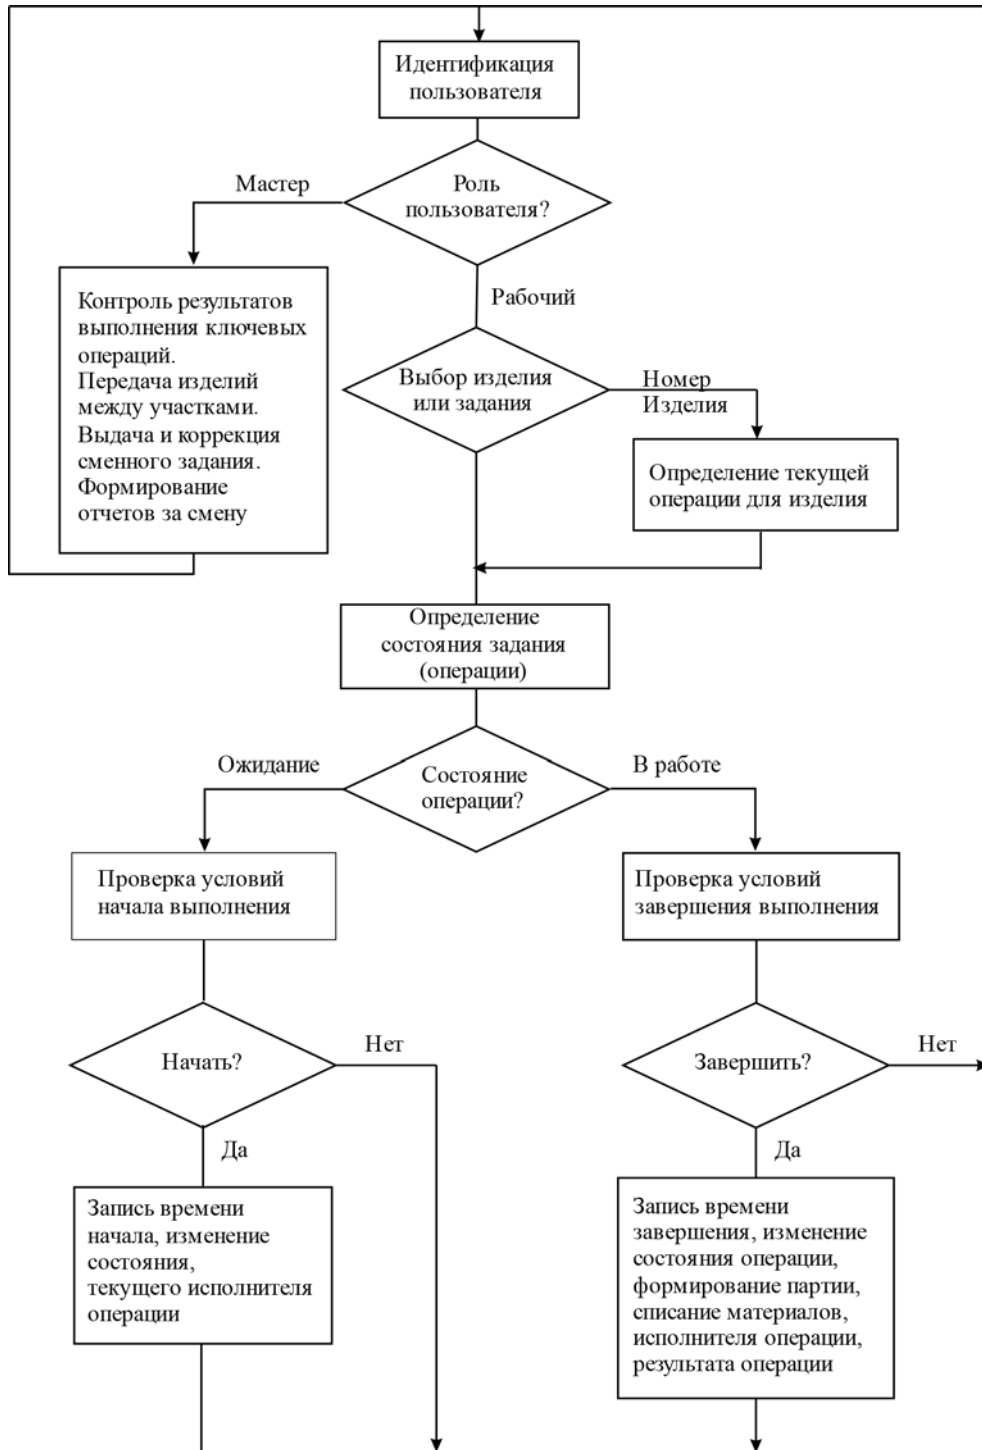 Идентификация
пользователя
Роль
пользователя?
Мастер
Контроль результатов
выполнения ключевых
операций.
Передача изделий
между участками.
Выдача и коррекция
сменного задания.
Формирование
отчетов за смену
Рабочий
Выбор изделия
или задания
Номер
Изделия
Определение текущей
операции для изделия
Определение
состояния задания
(операции)
Состояние
операции?
Ожидание
В работе
Проверка условий
начала выполнения
Проверка условий
завершения выполнения
Начать?
Нет
Завершить?
Нет
Да
Да
Запись времени
начала, изменение
состояния,
текущего исполнителя
операции
Запись времени
завершения, изменение
состояния операции,
формирование партии,
списание материалов,
исполнителя операции,
результата операции